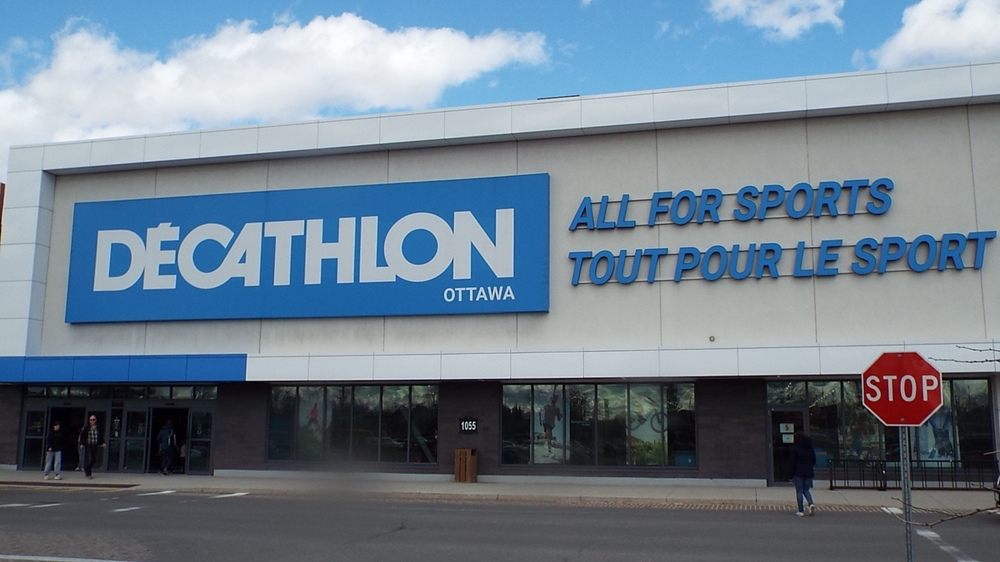 DÉCATHLON
OTTAWA
ALL FOR SPORTS
TOUT POUR LE SPORT
1055
STOP